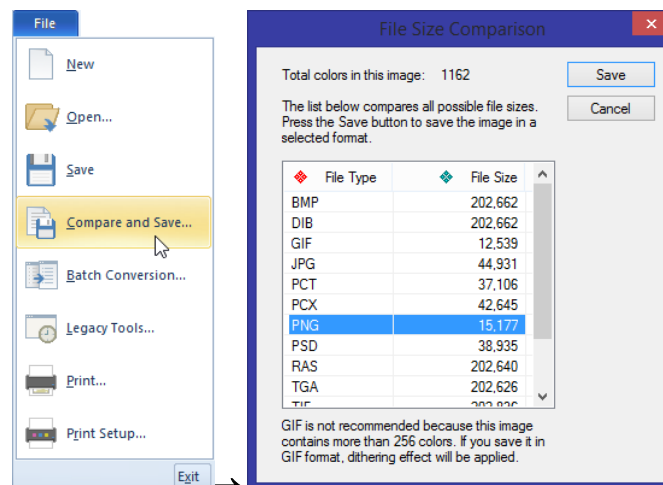 File
New
Open...
Save
Compare and Save...
Batch Conversion...
Legacy Tools...
Print...
Print Setup...
Exit
File Size Comparison
Total colors in this image: 1162
Save
The list below compares all possible file sizes.
Press the Save button to save the image in a
selected format.
Cancel
File Type File Size
BMP 202,662
DIB 202,662
GIF 12,539
JPG 44,931
PCT 37,106
PCX 42,645
PNG 15,177
PSD 38,935
RAS 202,640
TGA 202,626
GIF is not recommended because this image
contains more than 256 colors. If you save it in
GIF format, dithering effect will be applied.